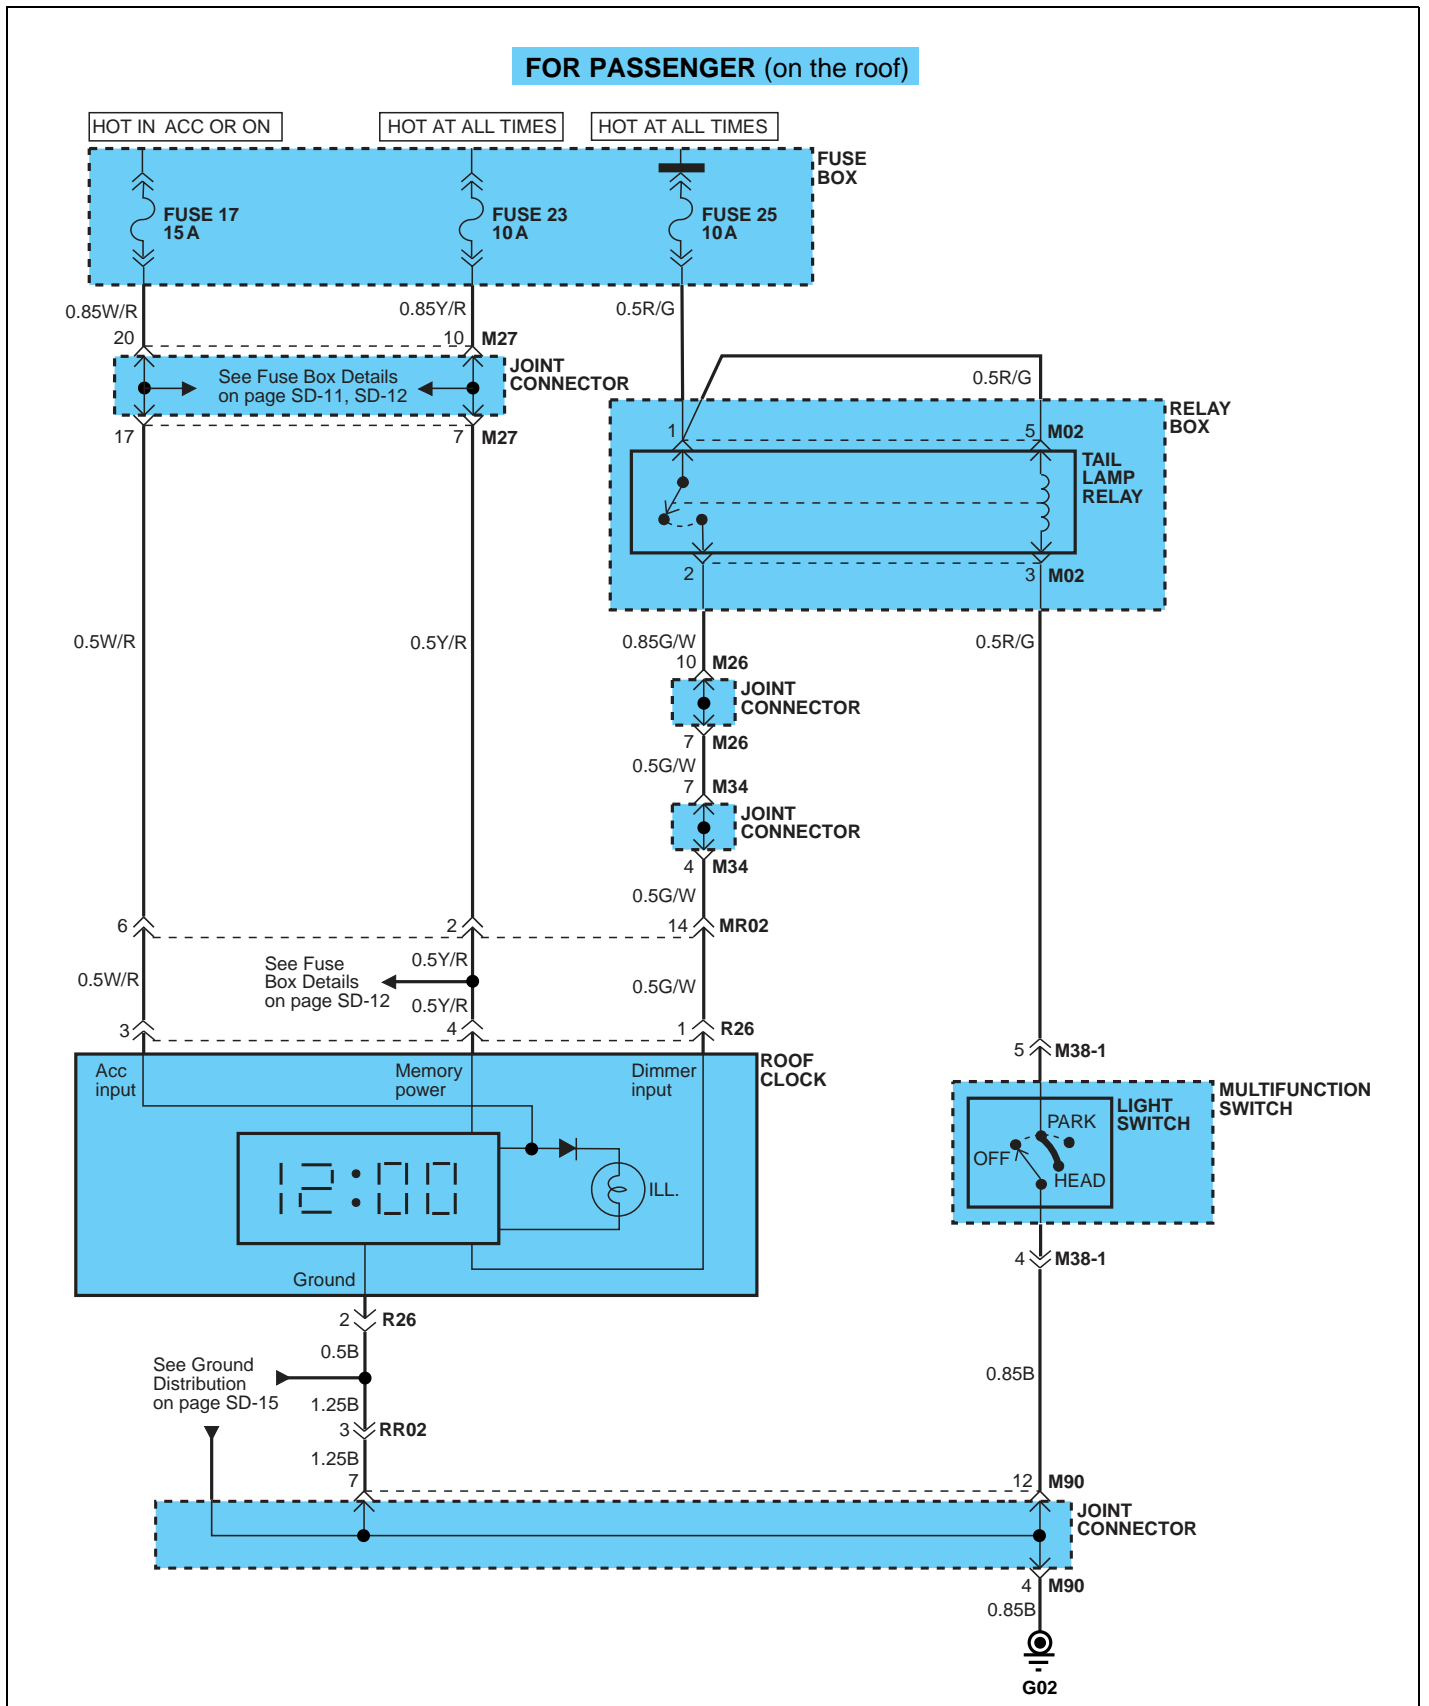 FOR PASSENGER (on the roof)
HOT IN ACC OR ON
HOT AT ALL TIMES
HOT AT ALL TIMES
FUSE
BOX
FUSE 17
15 A
FUSE 23
10 A
FUSE 25
10 A
0.85W/R
0.85Y/R
0.5R/G
20
10
M27
JOINT
CONNECTOR
See Fuse Box Details
on page SD-11, SD-12
17
7
M27
0.5R/G
RELAY
BOX
1
5
M02
TAIL
LAMP
RELAY
2
3
M02
0.5W/R
0.5Y/R
0.85G/W
0.5R/G
10
M26
JOINT
CONNECTOR
7
M26
0.5G/W
7
M34
JOINT
CONNECTOR
4
M34
0.5G/W
6
2
14
MR02
0.5W/R
See Fuse
Box Details
on page SD-12
0.5Y/R
0.5Y/R
0.5G/W
3
4
1
R26
ROOF
CLOCK
Acc
input
Memory
power
Dimmer
input
12:00
ILL.
Ground
5
M38-1
MULTIFUNCTION
SWITCH
LIGHT
SWITCH
PARK
OFF
HEAD
4
M38-1
2
R26
0.5B
See Ground
Distribution
on page SD-15
1.25B
3
RR02
1.25B
7
0.85B
12
M90
JOINT
CONNECTOR
4
M90
0.85B
G02